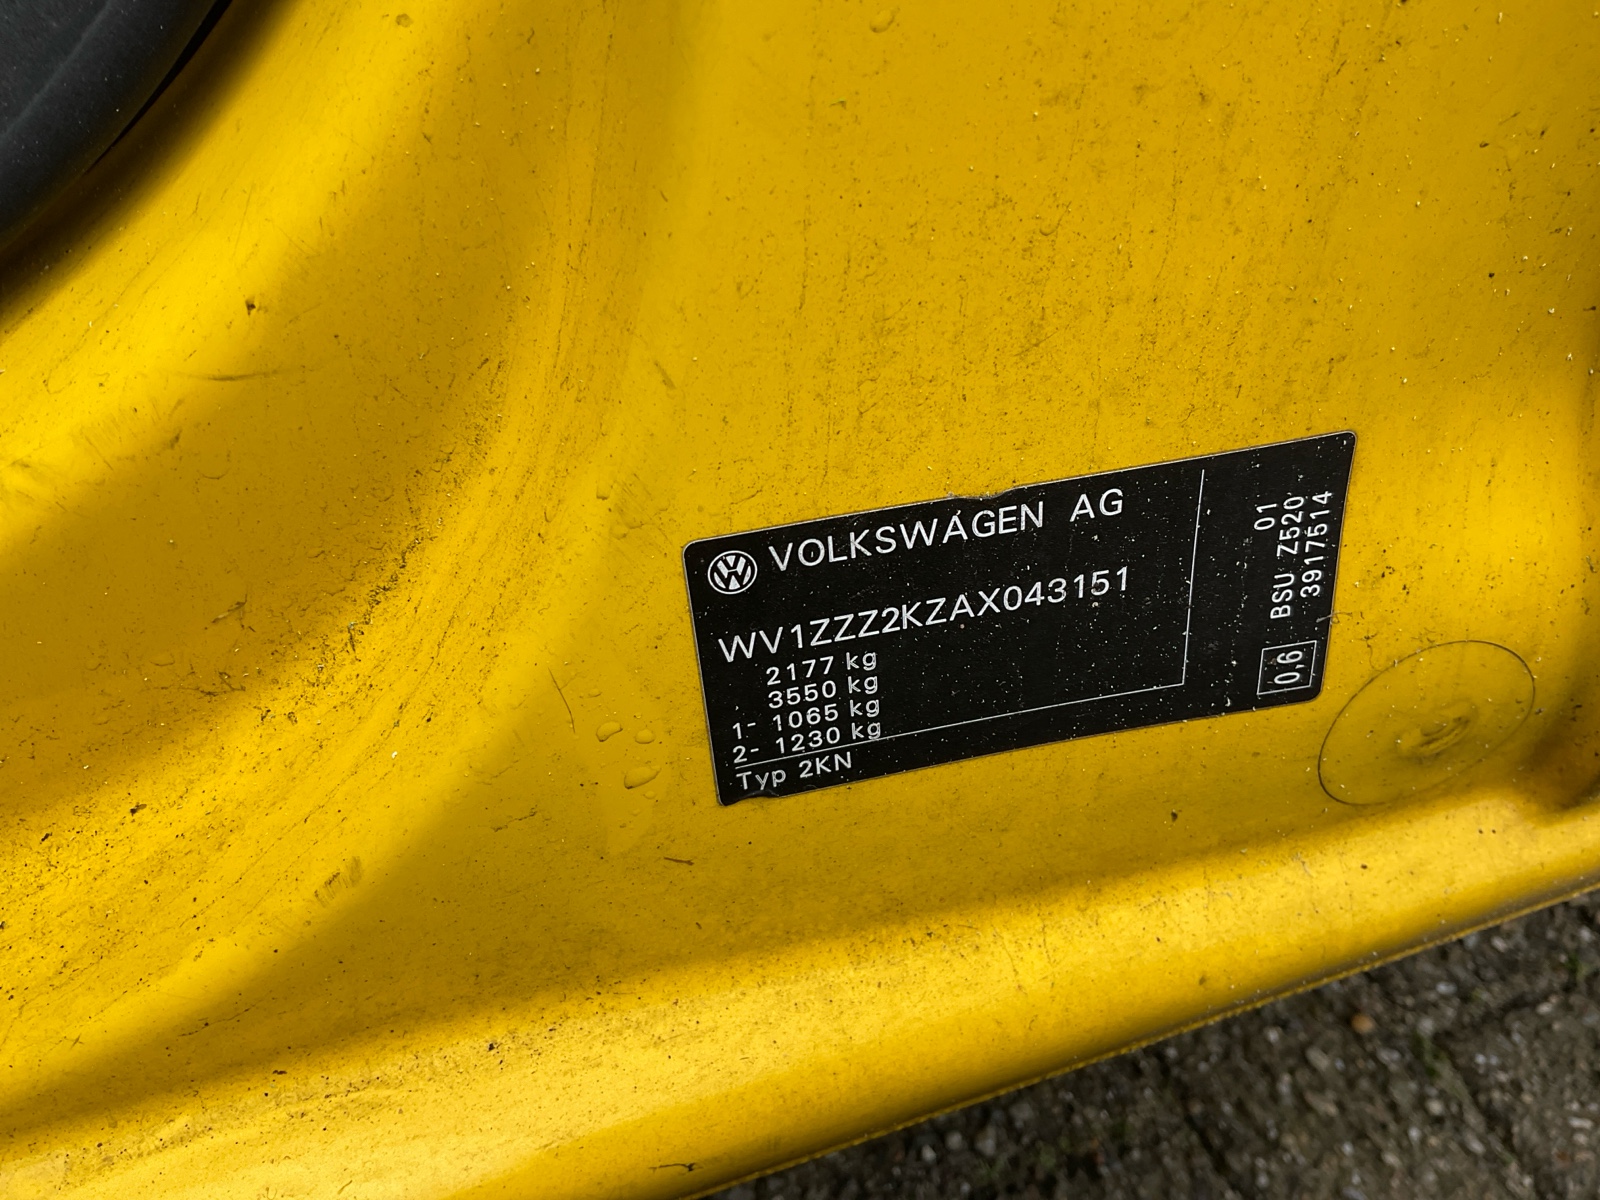 VOLKSWAGEN AG
WV1ZZZ2KZAX043151
2177 kg
3550 kg
1- 1065 kg
2- 1230 kg
Typ 2KN
01
BSU Z520
3917514
0,6